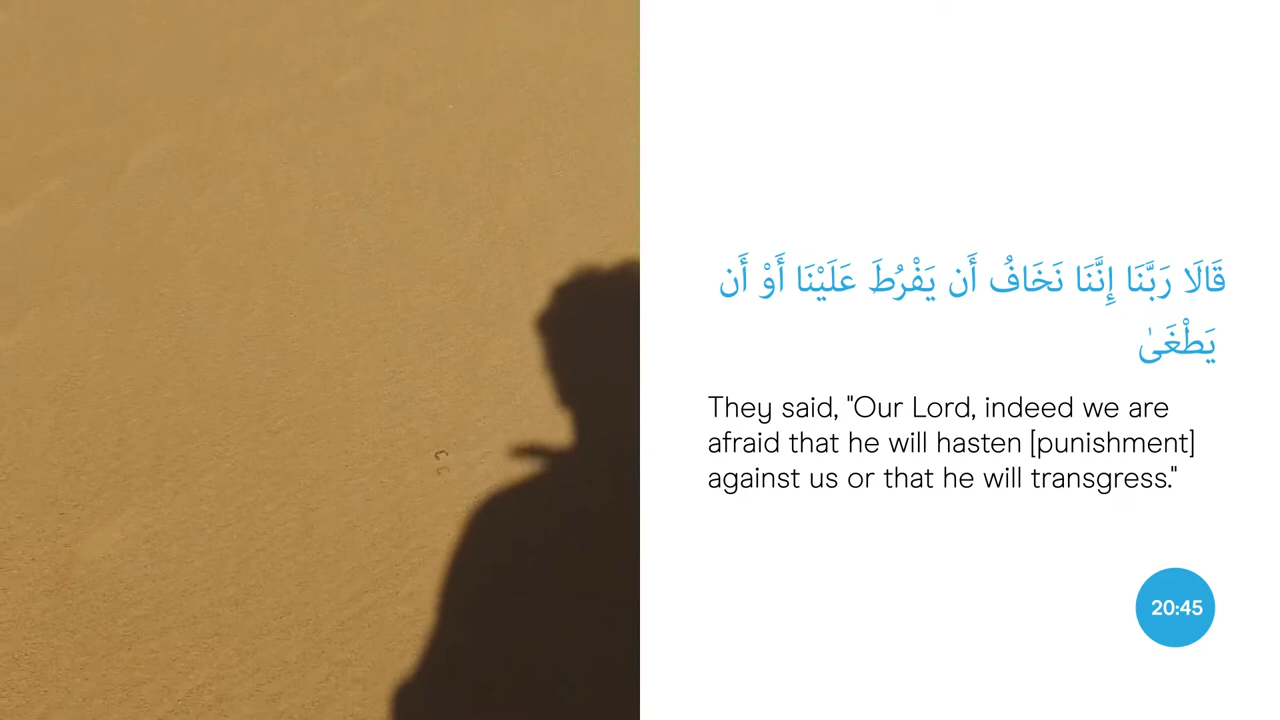 قَالَا رَبَّنَا إِنَّنَا نَخَافُ أَن يَفْرُطَ عَلَيْنَا أَوْ أَن
يَطْغَىٰ
They said, "Our Lord, indeed we are
afraid that he will hasten [punishment]
against us or that he will transgress."
20:45